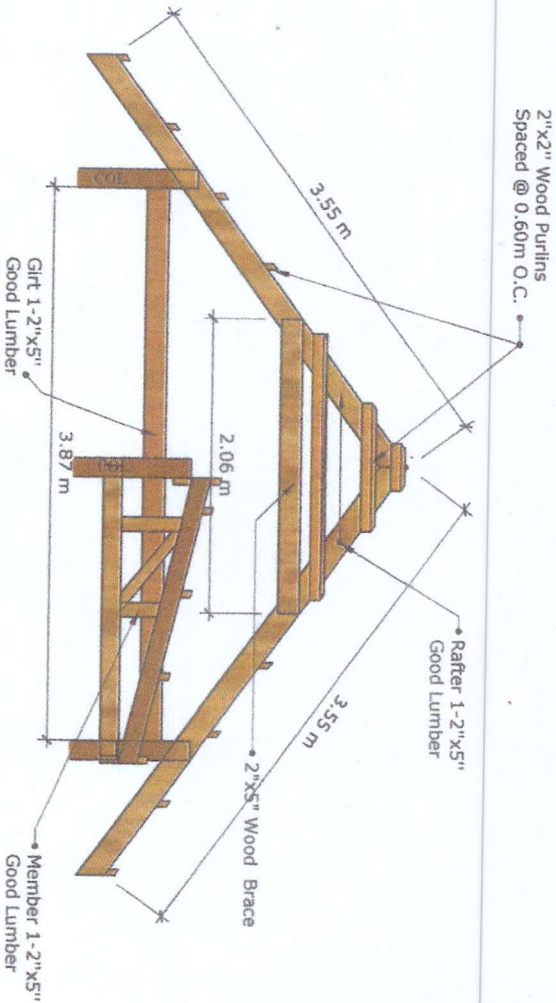 2"x2" Wood Purlins
Spaced @ 0.60m O.C.
3.55 m
3.55 m
Rafter 1-2"x5"
Good Lumber
2.06 m
2"x5" Wood Brace
COL.
COL
Girt 1-2"x5"
Good Lumber
3.87 m
Member 1-2"x5"
Good Lumber